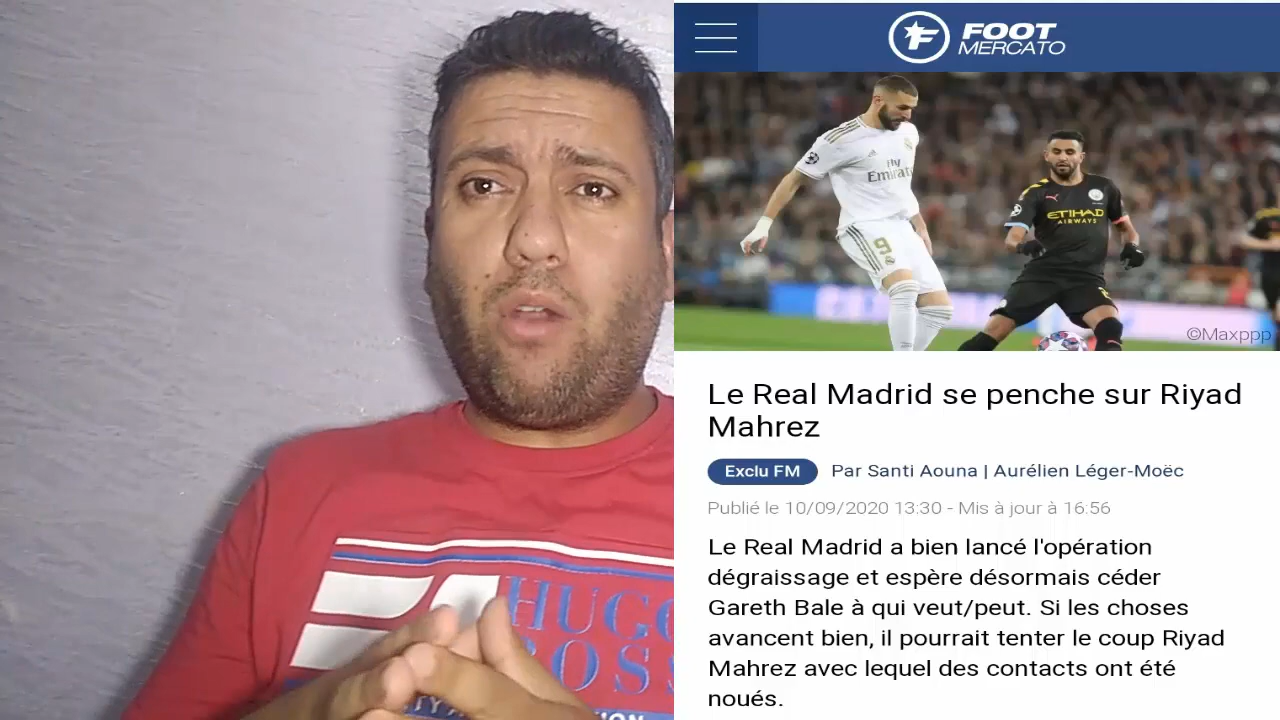 FOOT
MERCATO
Fly
Emirates
ETIHAD
AIRWAYS
9
©Maxppp
Le Real Madrid se penche sur Riyad
Mahrez
Exclu FM Par Santi Aouna | Aurélien Léger-Moëc
Publié le 10/09/2020 13:30 - Mis à jour à 16:56
Le Real Madrid a bien lancé l'opération
dégraissage et espère désormais céder
Gareth Bale à qui veut/peut. Si les choses
avancent bien, il pourrait tenter le coup Riyad
Mahrez avec lequel des contacts ont été
noués.
HUGO
BOSS